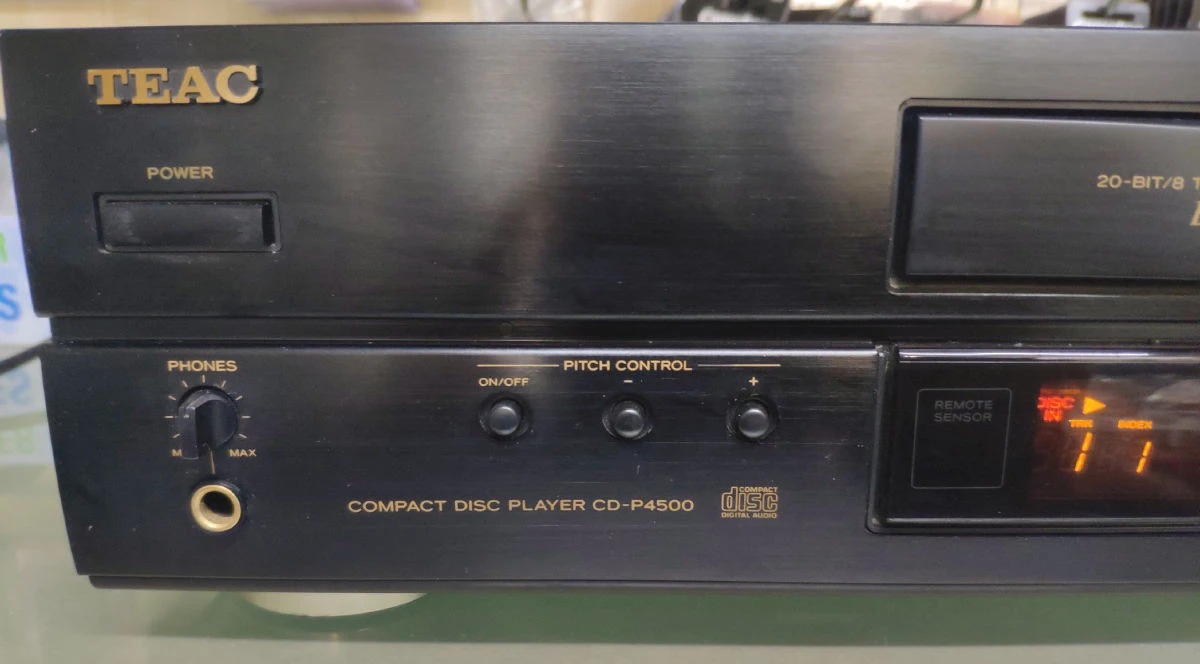 TEAC
POWER
20-BIT/8
PHONES
PITCH CONTROL
ON/OFF
-
+
MAX
REMOTE
SENSOR
DISC
IN
TRK
INDEX
1
1
COMPACT DISC PLAYER CD-P4500
COMPACT
disc
DIGITAL AUDIO